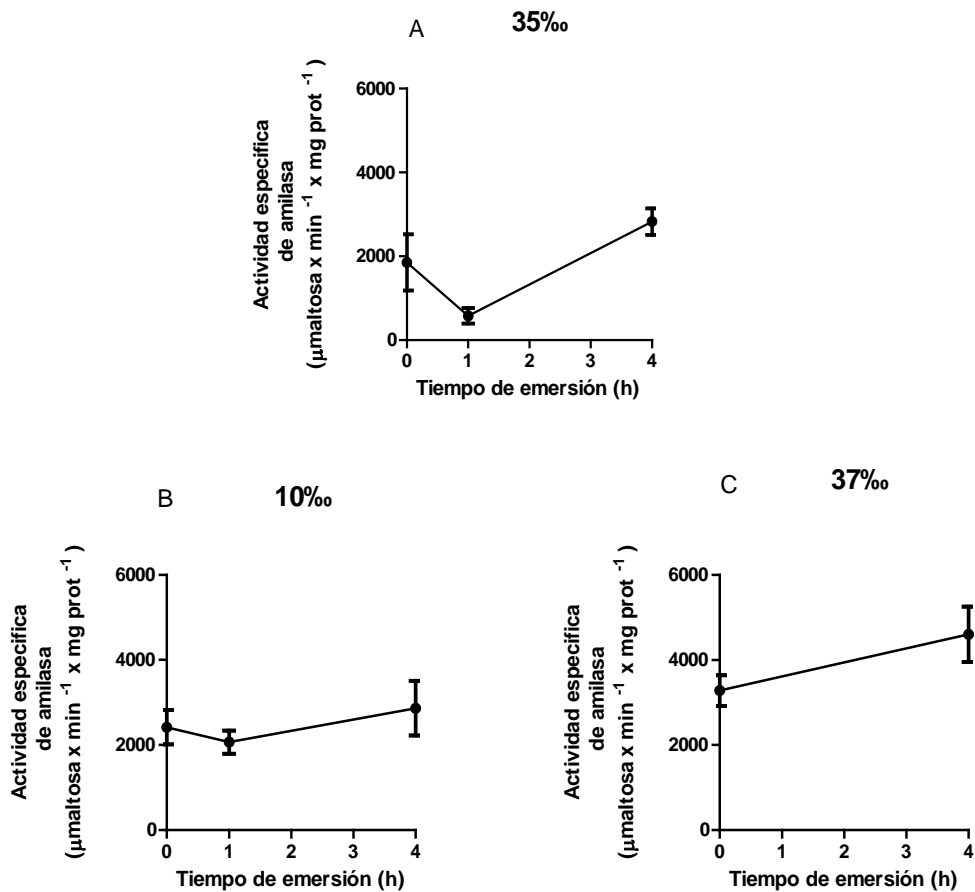 A 35‰
Actividad especifica
de amilasa
(μmaltosa x min ⁻¹ x mg prot ⁻¹ )
6000
4000
2000
0
0 1 2 3 4
Tiempo de emersión (h)
B 10‰
Actividad especifica
de amilasa
(μmaltosa x min ⁻¹ x mg prot ⁻¹ )
6000
4000
2000
0
0 1 2 3 4
Tiempo de emersión (h)
C 37‰
Actividad especifica
de amilasa
(μmaltosa x min ⁻¹ x mg prot ⁻¹ )
6000
4000
2000
0
0 1 2 3 4
Tiempo de emersión (h)